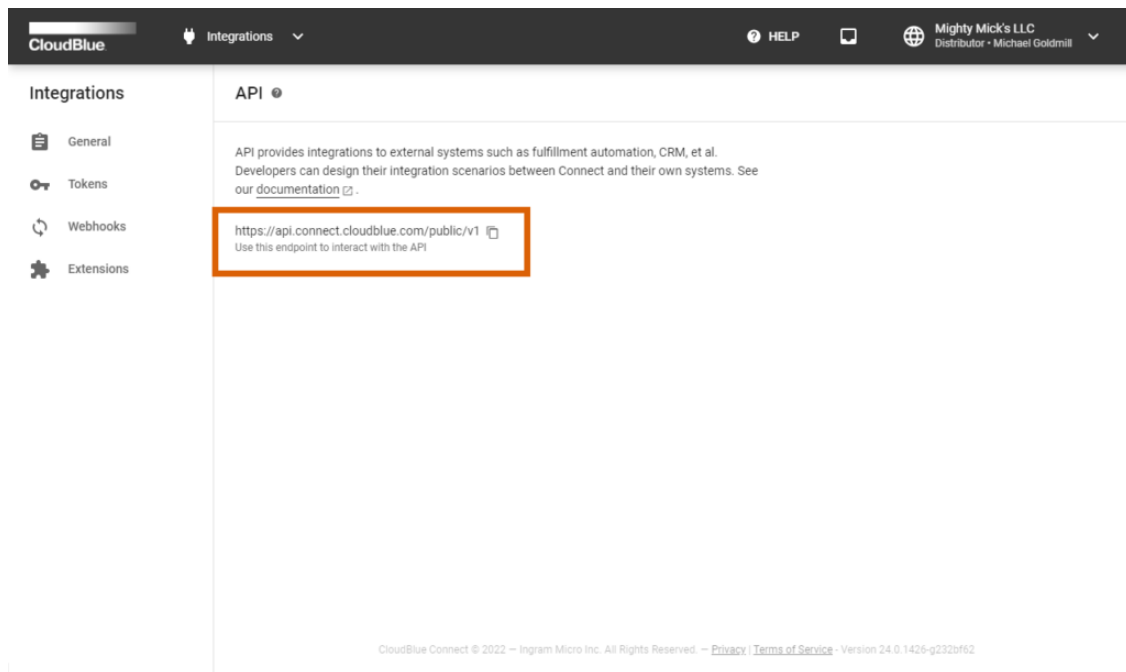 CloudBlue
Integrations
HELP
Mighty Mick's LLC
Distributor • Michael Goldmill
Integrations
General
Tokens
Webhooks
Extensions
API
API provides integrations to external systems such as fulfillment automation, CRM, et al.
Developers can design their integration scenarios between Connect and their own systems. See
our documentation.
https://api.connect.cloudblue.com/public/v1
Use this endpoint to interact with the API
CloudBlue Connect © 2022 — Ingram Micro Inc. All Rights Reserved. — Privacy | Terms of Service - Version 24.0.1426-g232bf62